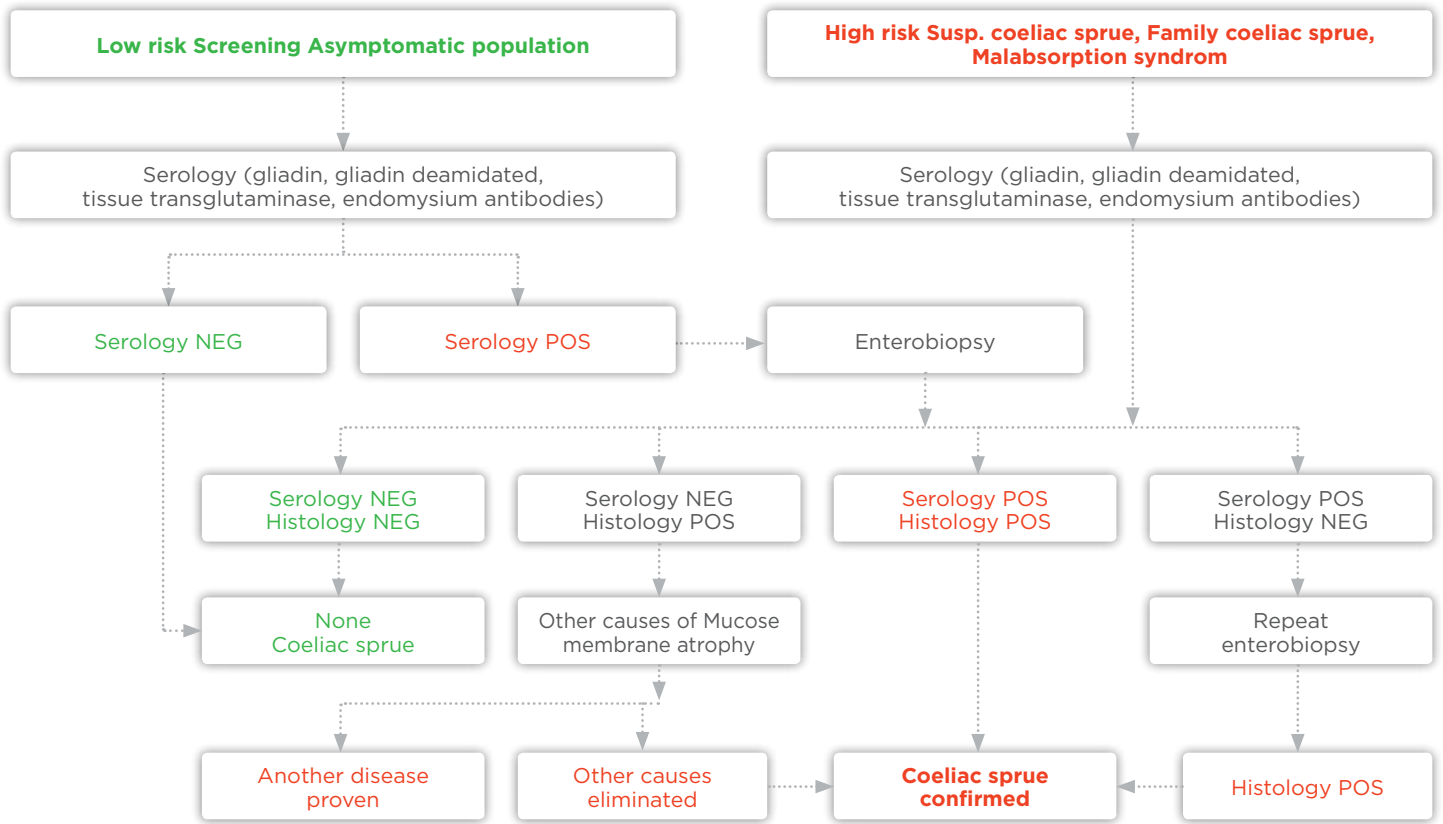 Low risk Screening Asymptomatic population
High risk Susp. coeliac sprue, Family coeliac sprue,
Malabsorption syndrom
Serology (gliadin, gliadin deamidated,
tissue transglutaminase, endomysium antibodies)
Serology (gliadin, gliadin deamidated,
tissue transglutaminase, endomysium antibodies)
Serology NEG
Serology POS
Enterobiopsy
Serology NEG
Histology NEG
Serology NEG
Histology POS
Serology POS
Histology POS
Serology POS
Histology NEG
None
Coeliac sprue
Other causes of Mucose
membrane atrophy
Repeat
enterobiopsy
Another disease
proven
Other causes
eliminated
Coeliac sprue
confirmed
Histology POS